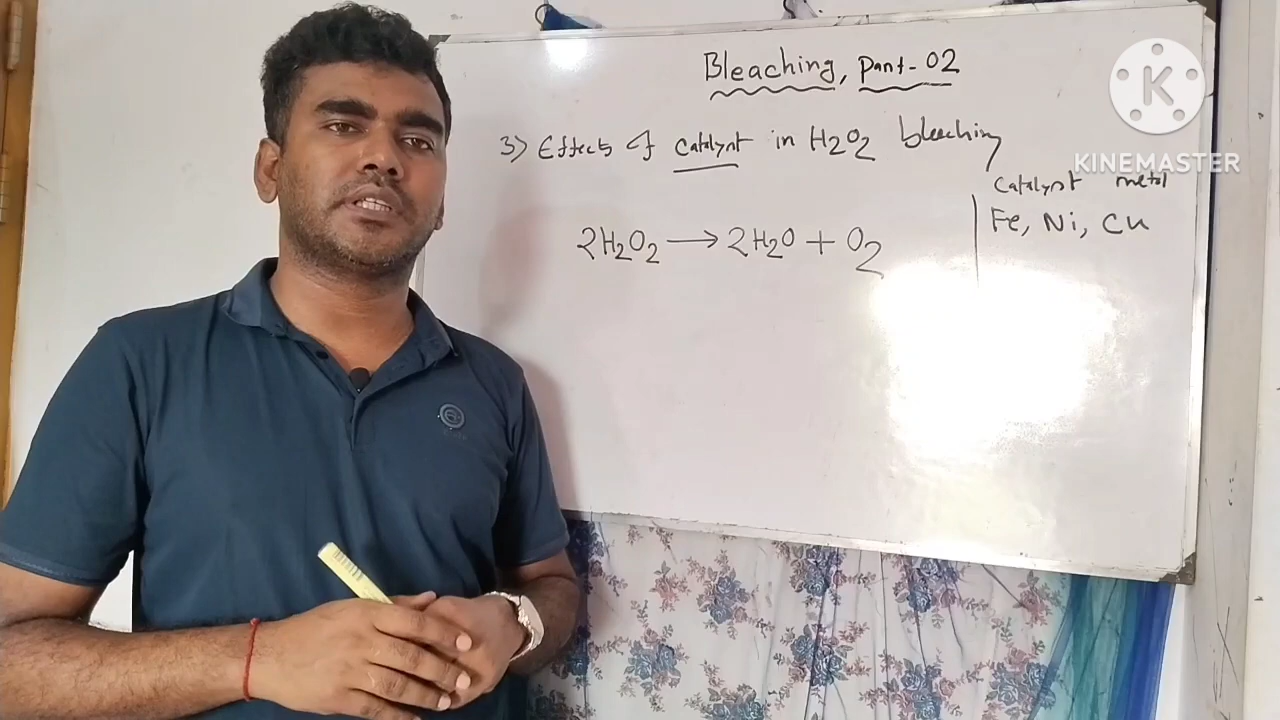 Bleaching, Part-02
3) Effects of Catalyst in H2O2 bleaching
Catalyst metal
Fe, Ni, Cu
2H2O2 → 2H2O + O2
K
KINEMASTER